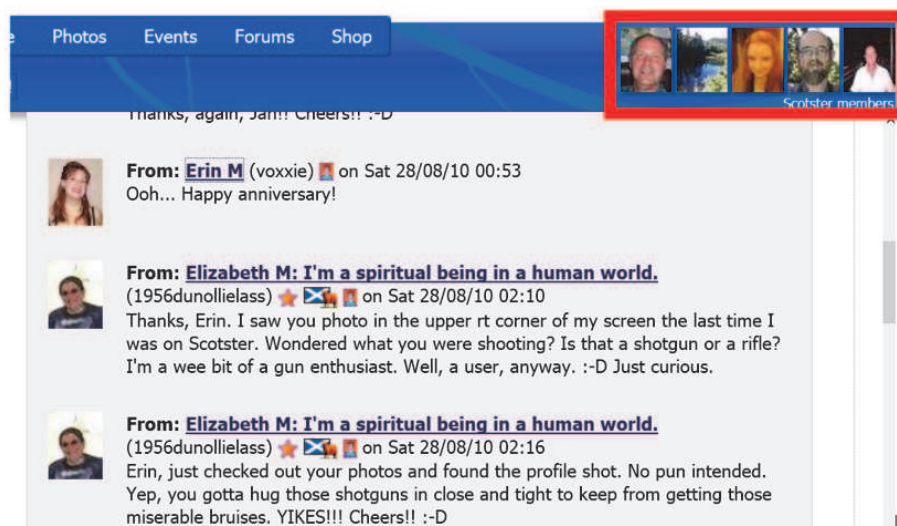 e Photos Events Forums Shop
Scotster members
Thanks, again, Jan!! Cheers!! :-D
From: Erin M (voxxie) on Sat 28/08/10 00:53
Ooh... Happy anniversary!
From: Elizabeth M: I'm a spiritual being in a human world.
(1956dunollielass) on Sat 28/08/10 02:10
Thanks, Erin. I saw you photo in the upper rt corner of my screen the last time I
was on Scotster. Wondered what you were shooting? Is that a shotgun or a rifle?
I'm a wee bit of a gun enthusiast. Well, a user, anyway. :-D Just curious.
From: Elizabeth M: I'm a spiritual being in a human world.
(1956dunollielass) on Sat 28/08/10 02:16
Erin, just checked out your photos and found the profile shot. No pun intended.
Yep, you gotta hug those shotguns in close and tight to keep from getting those
miserable bruises. YIKES!!! Cheers!! :-D